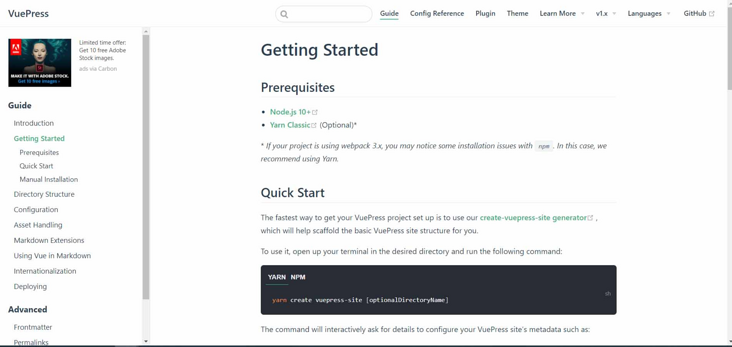 VuePress
Guide Config Reference Plugin Theme Learn More v1.x Languages GitHub
Limited time offer:
Get 10 free Adobe
Stock images.
ads via Carbon
Adobe
MAKE IT WITH ADOBE STOCK.
Get 10 free images ›
Guide
Introduction
Getting Started
Prerequisites
Quick Start
Manual Installation
Directory Structure
Configuration
Asset Handling
Markdown Extensions
Using Vue in Markdown
Internationalization
Deploying
Advanced
Frontmatter
Permalinks
Getting Started
Prerequisites
• Node.js 10+
• Yarn Classic (Optional)*
* If your project is using webpack 3.x, you may notice some installation issues with npm . In this case, we
recommend using Yarn.
Quick Start
The fastest way to get your VuePress project set up is to use our create-vuepress-site generator ,
which will help scaffold the basic VuePress site structure for you.
To use it, open up your terminal in the desired directory and run the following command:
YARN NPM
sh
yarn create vuepress-site [optionalDirectoryName]
The command will interactively ask for details to configure your VuePress site's metadata such as: